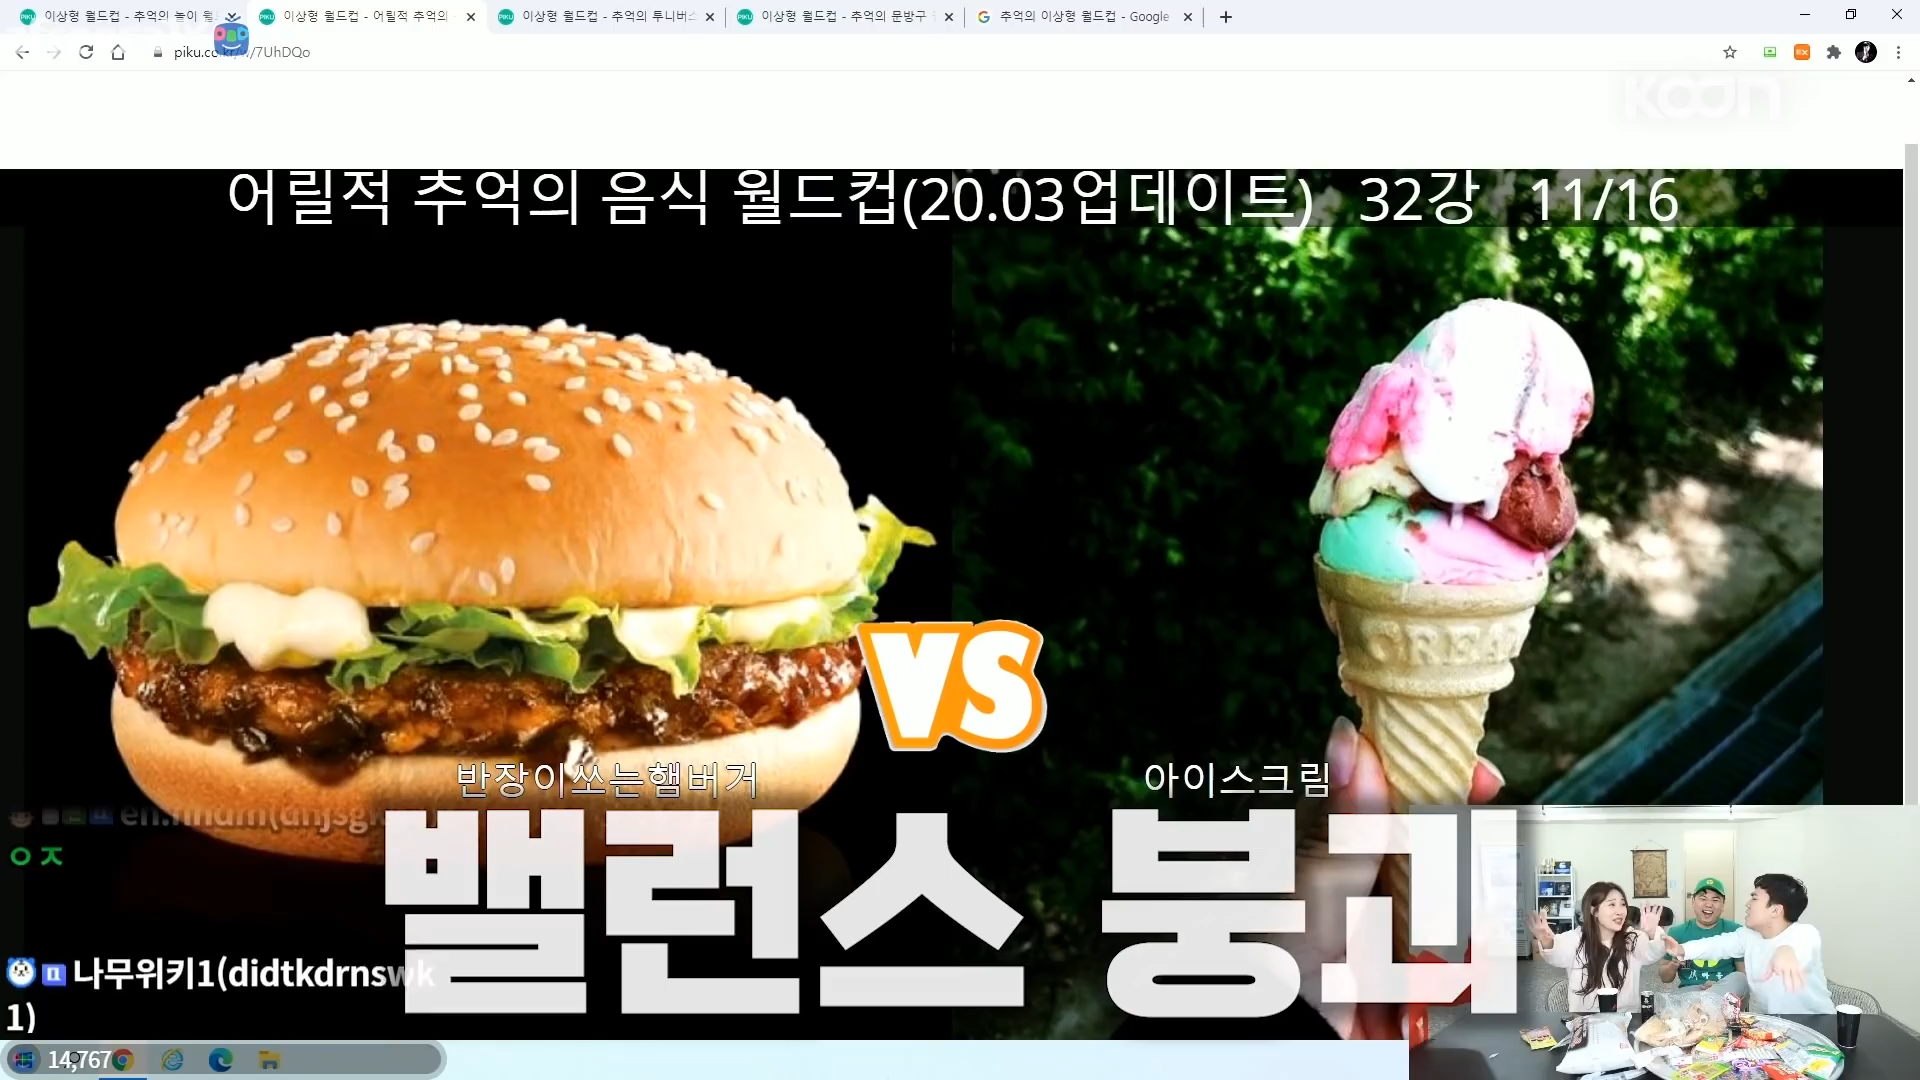 이상형 월드컵 - 추억의 놀이 월
이상형 월드컵 - 어릴적 추억의
이상형 월드컵 - 추억의 투니버스
이상형 월드컵 - 추억의 문방구
추억의 이상형 월드컵 - Google
piku.co.kr/w/7UhDQo
KOON
어릴적 추억의 음식 월드컵(20.03업데이트) 32강 11/16
VS
CREAM
반장이쏘는햄버거
아이스크림
밸런스 붕괴
ㅇㅈ
나무위키1(didtkdrnswk
1)
14,767